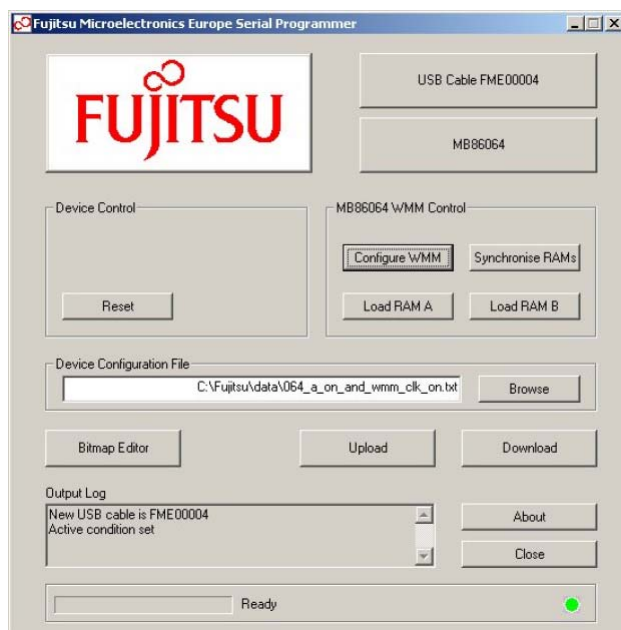 Fujitsu Microelectronics Europe Serial Programmer
FUJITSU
USB Cable FME00004
MB86064
Device Control
MB86064 WMM Control
Configure WMM
Synchronise RAMs
Reset
Load RAM A
Load RAM B
Device Configuration File
C:\Fujitsu\data\064_a_on_and_wmm_clk_on.txt
Browse
Bitmap Editor
Upload
Download
Output Log
New USB cable is FME00004
Active condition set
About
Close
Ready